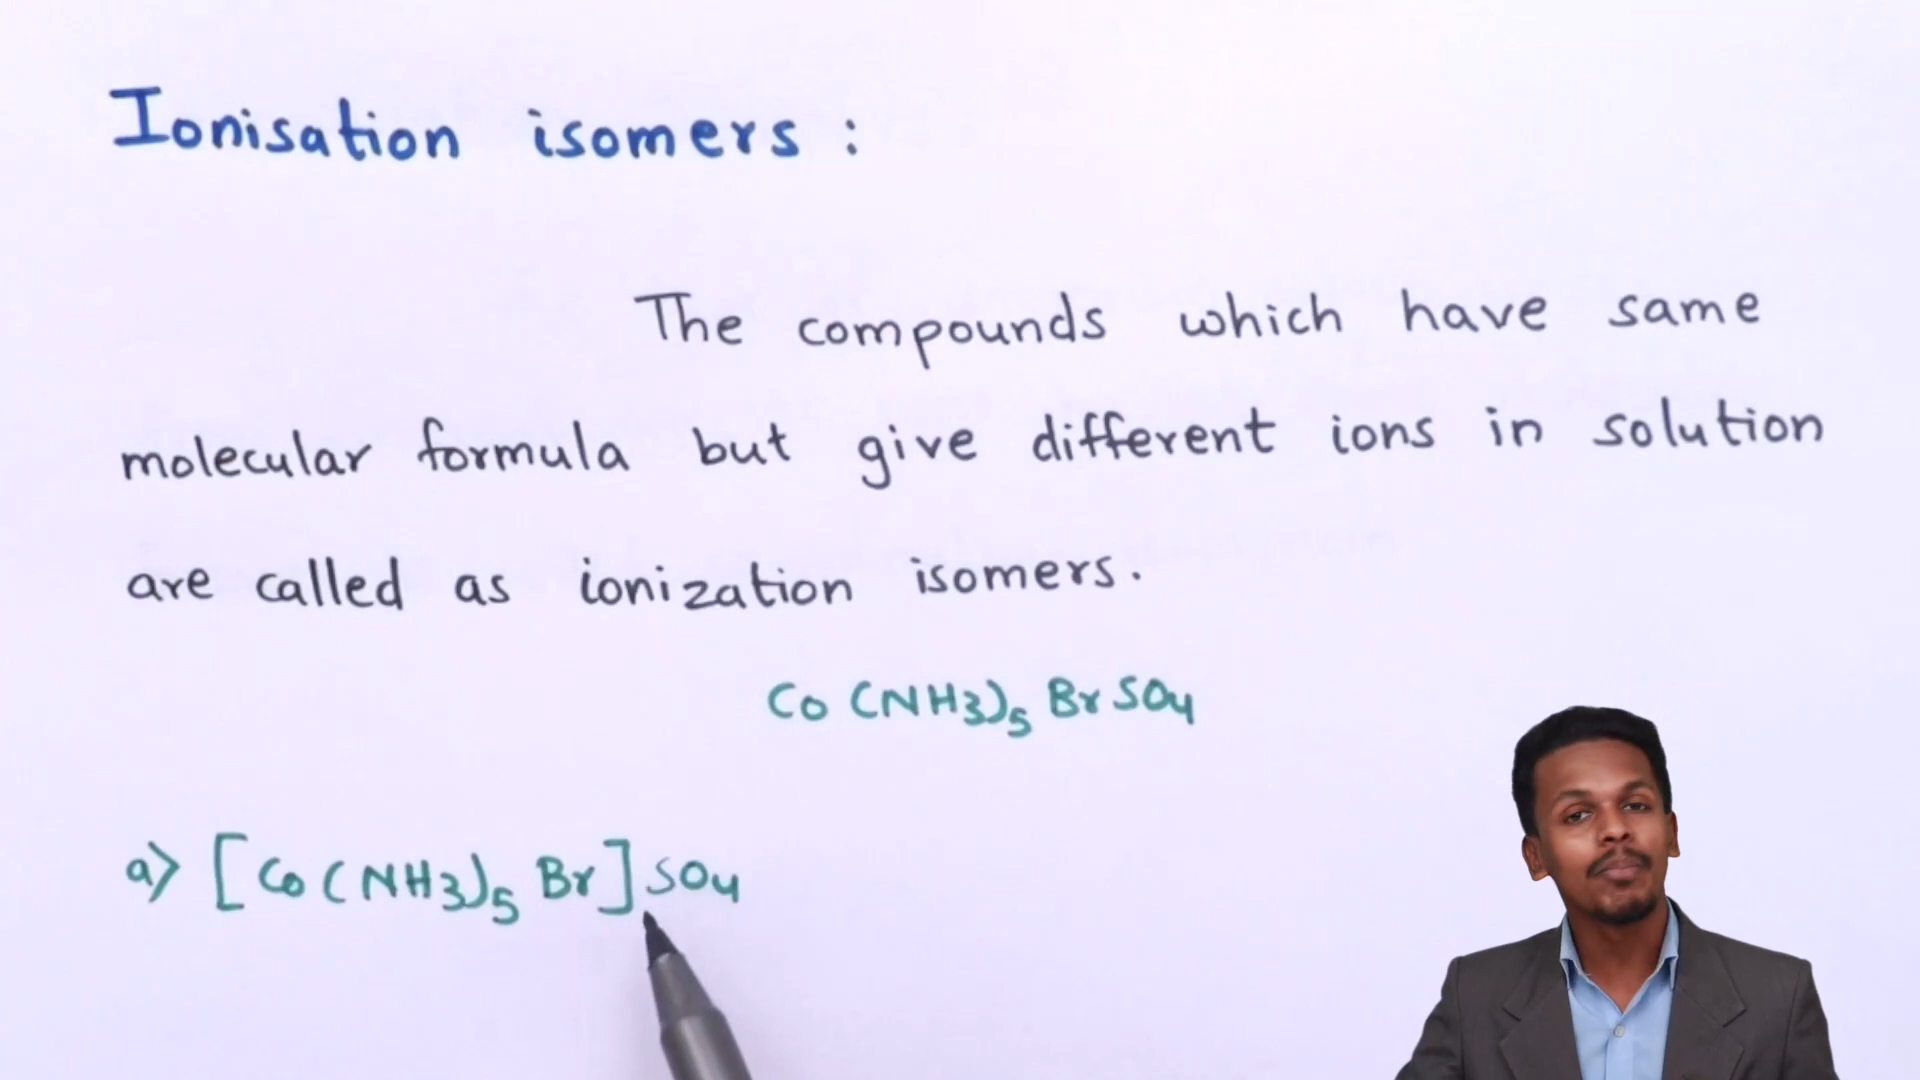 Ionisation isomers :
The compounds which have same
molecular formula but give different ions in solution
are called as ionization isomers.
Co (NH3)5 Br SO4
a) [Co (NH3)5 Br] SO4